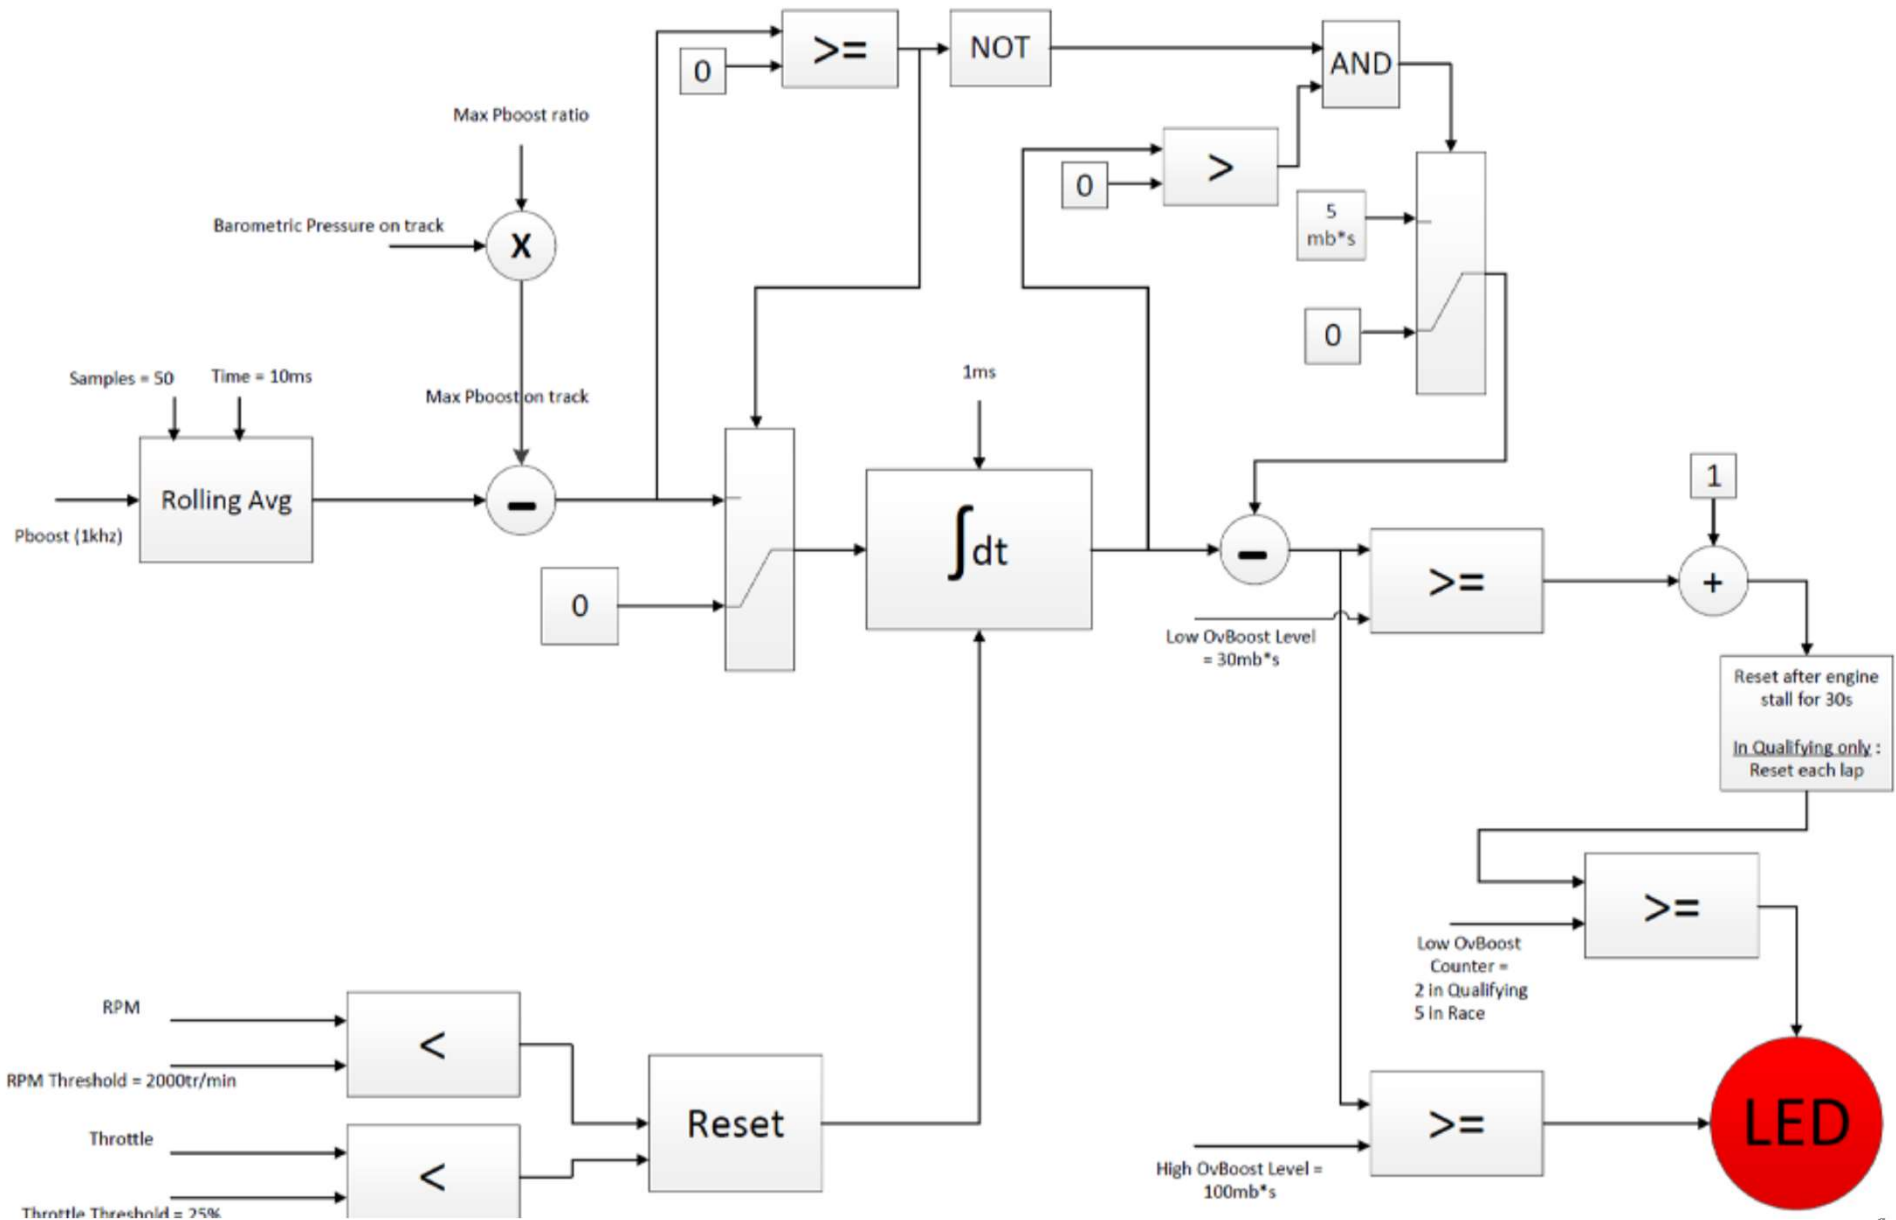 >=
NOT
AND
0
Max Pboost ratio
>
0
5
mb*s
Barometric Pressure on track
X
0
Samples = 50
Time = 10ms
1ms
Max Pboost on track
1
Rolling Avg
-
Pboost (1khz)
∫dt
-
>=
+
0
Low OvBoost Level
= 30mb*s
Reset after engine
stall for 30s
In Qualifying only :
Reset each lap
>=
Low OvBoost
Counter =
2 in Qualifying
5 in Race
RPM
<
RPM Threshold = 2000tr/min
Reset
>=
LED
Throttle
<
High OvBoost Level =
100mb*s
Throttle Threshold = 25%